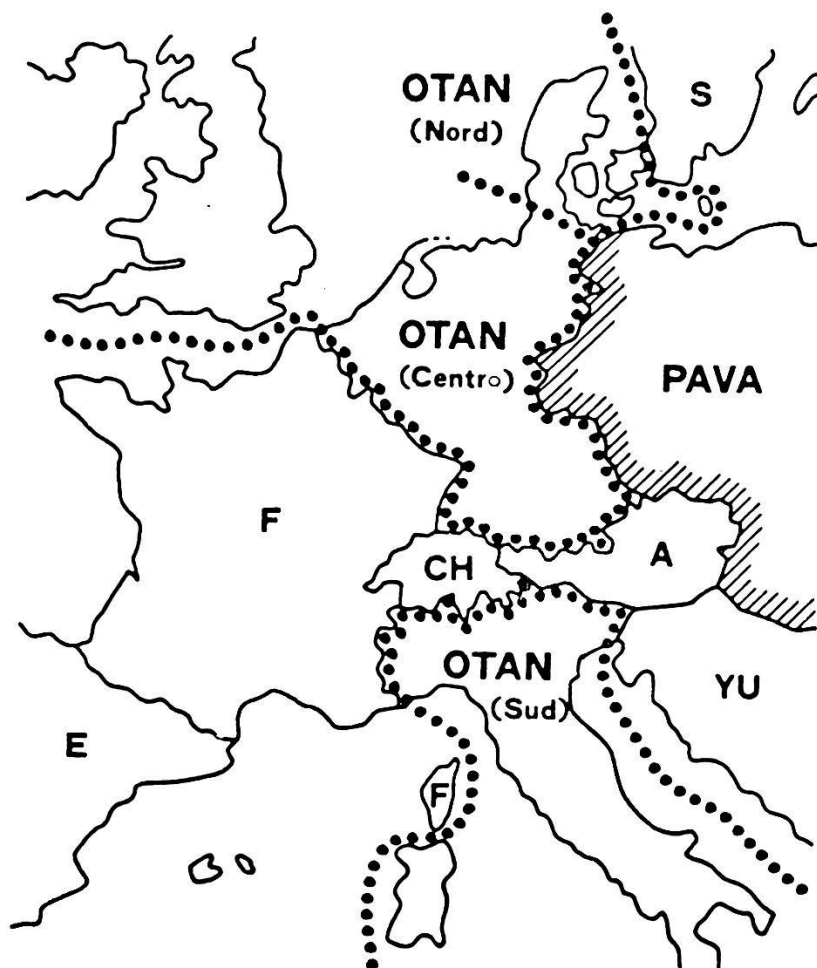 OTAN
(Nord)
S
OTAN
(Centro)
PAVA
F
CH
A
OTAN
(Sud)
YU
E
F